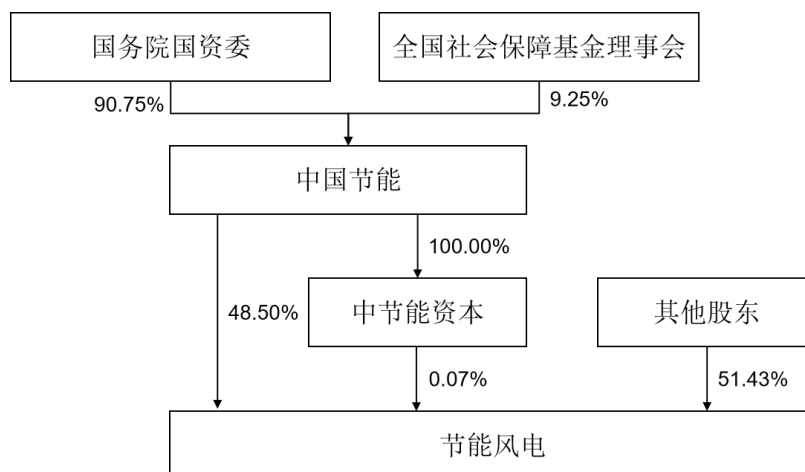 国务院国资委
全国社会保障基金理事会
90.75%
9.25%
中国节能
100.00%
中节能资本
其他股东
48.50%
0.07%
51.43%
节能风电